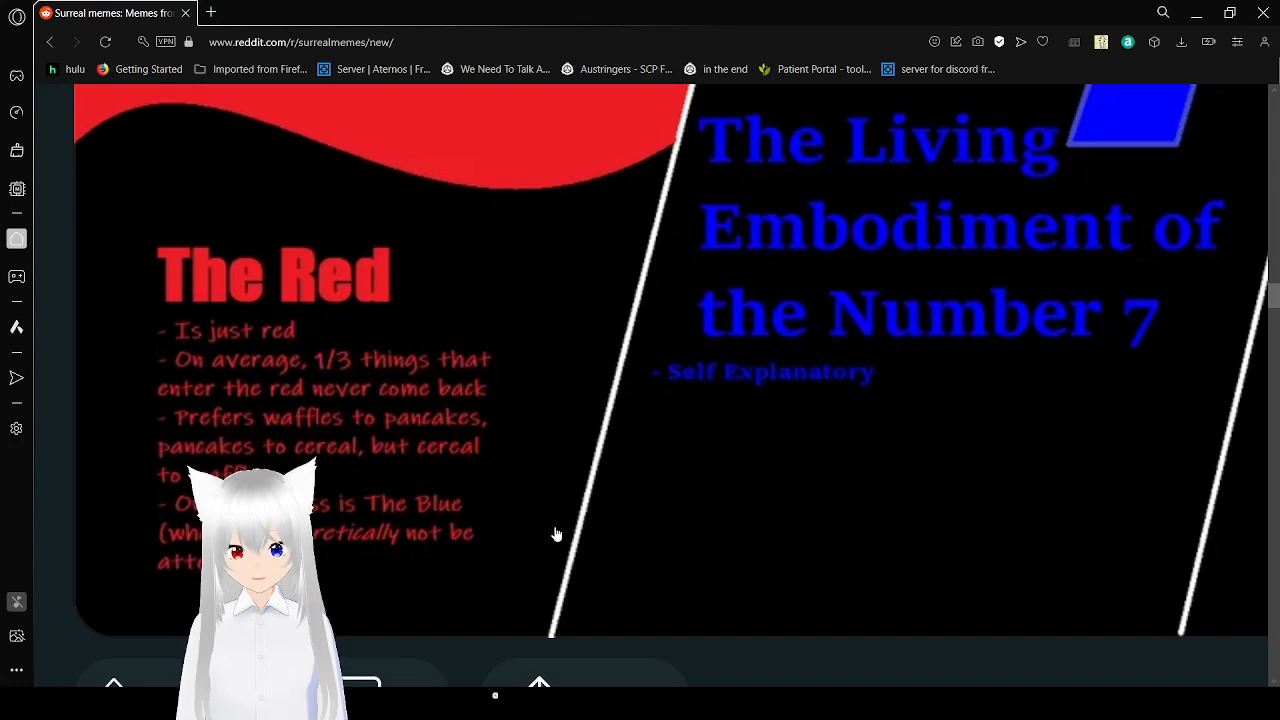 Surreal memes: Memes fro
VPN
www.reddit.com/r/surrealmemes/new/
h hulu
Getting Started
Imported from Firef...
Server | Aternos | Fr...
We Need To Talk A...
Austringers - SCP F...
in the end
Patient Portal - tool...
server for discord fr...
The Red
- Is just red
- On average, 1/3 things that
enter the red never come back
- Prefers waffles to pancakes,
pancakes to cereal, but cereal
to
- is The Blue
not be
The Living
Embodiment of
the Number 7
- Self Explanatory